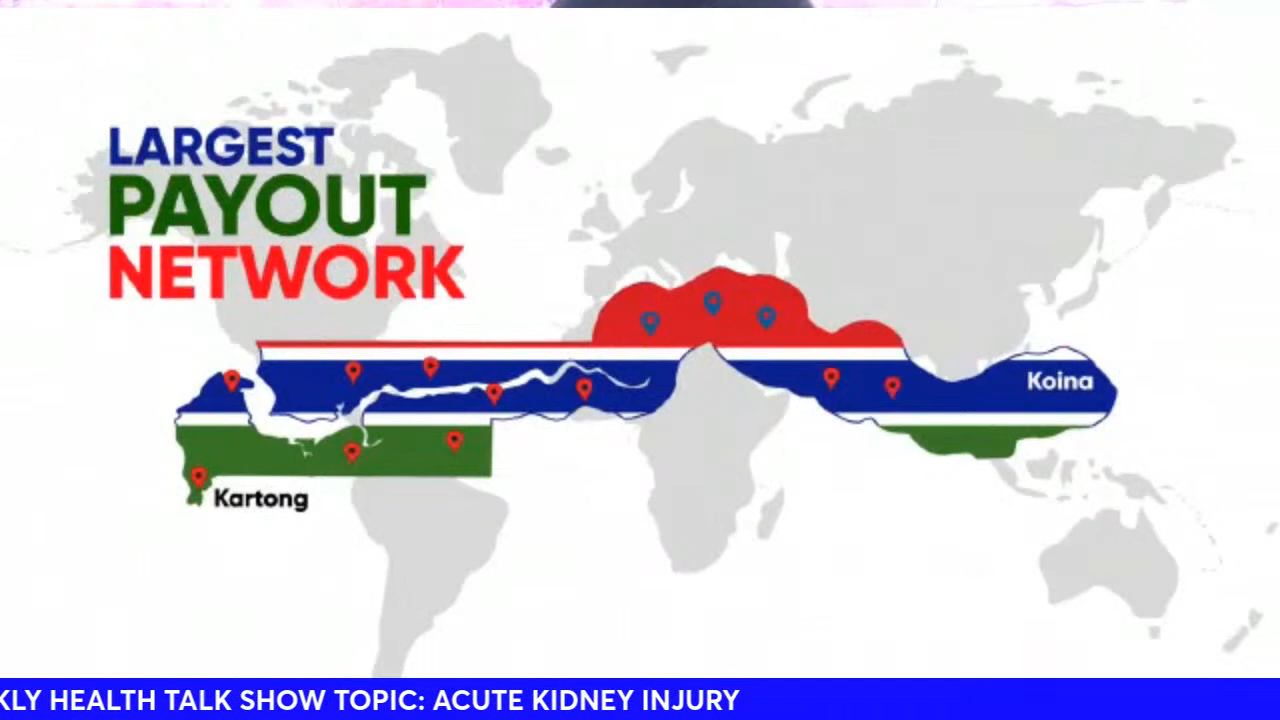 LARGEST
PAYOUT
NETWORK
Koina
Kartong
KLY HEALTH TALK SHOW TOPIC: ACUTE KIDNEY INJURY